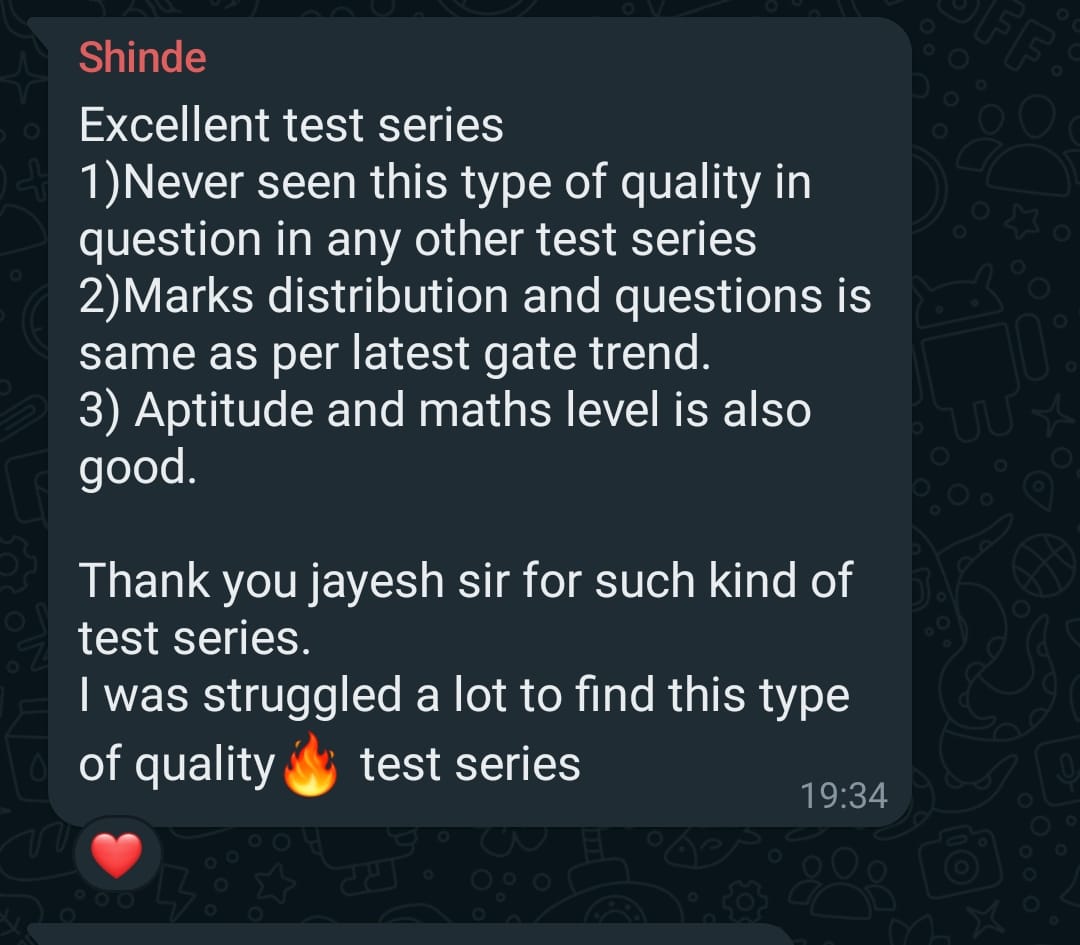 Shinde
Excellent test series
1)Never seen this type of quality in
question in any other test series
2)Marks distribution and questions is
same as per latest gate trend.
3) Aptitude and maths level is also
good.
Thank you jayesh sir for such kind of
test series.
I was struggled a lot to find this type
of quality🔥 test series
19:34